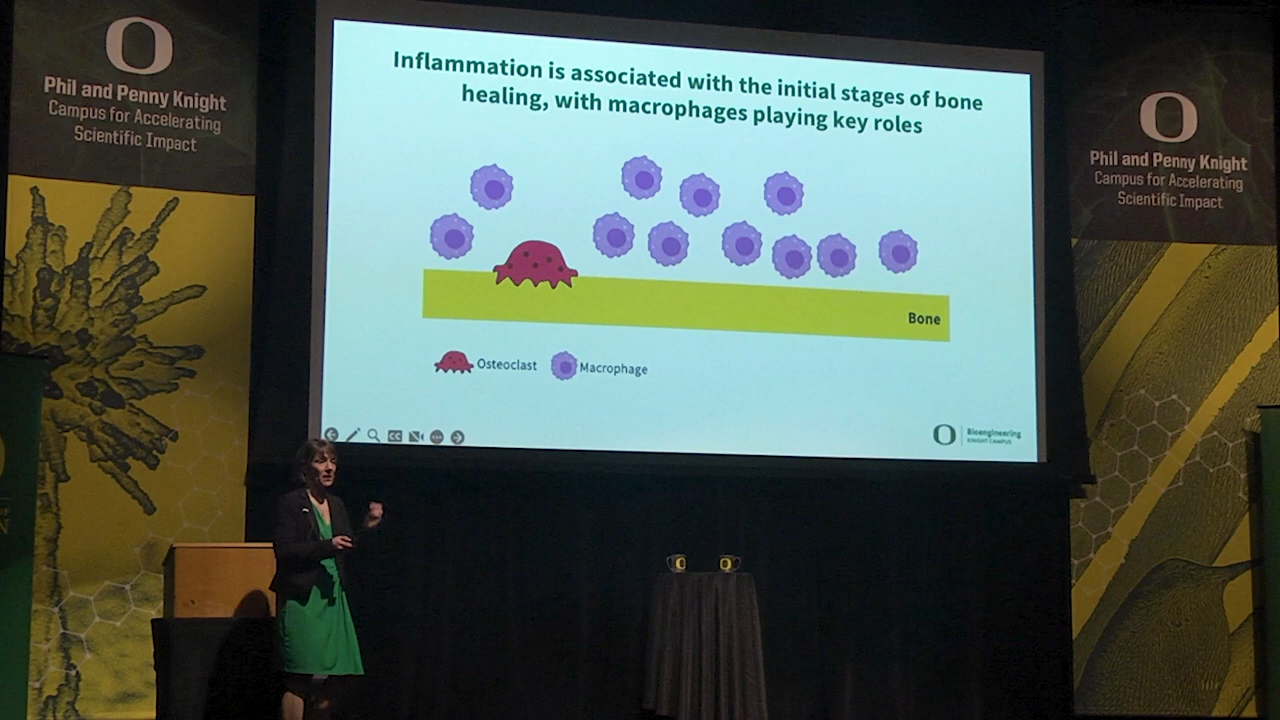 O
Phil and Penny Knight
Campus for Accelerating
Scientific Impact
Inflammation is associated with the initial stages of bone
healing, with macrophages playing key roles
Bone
Osteoclast
Macrophage
CC
O
Bioengineering
KNIGHT CAMPUS
O
Phil and Penny Knight
Campus for Accelerating
Scientific Impact